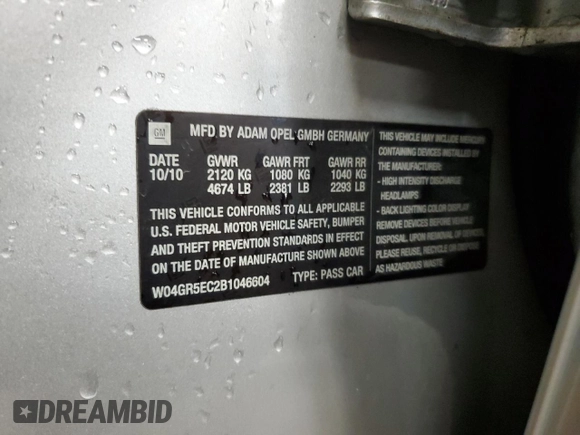 GM
MFD BY ADAM OPEL GMBH GERMANY
DATE GVWR GAWR FRT GAWR RR
10/10 2120 KG 1080 KG 1040 KG
4674 LB 2381 LB 2293 LB
THIS VEHICLE CONFORMS TO ALL APPLICABLE
U.S. FEDERAL MOTOR VEHICLE SAFETY, BUMPER
AND THEFT PREVENTION STANDARDS IN EFFECT
ON THE DATE OF MANUFACTURE SHOWN ABOVE.
W04GR5EC2B1046604 TYPE: PASS CAR
THIS VEHICLE MAY INCLUDE MERCURY
CONTAINING DEVICES INSTALLED BY
THE MANUFACTURER:
- HIGH INTENSITY DISCHARGE
HEADLAMPS
- BACK LIGHTING COLOR DISPLAY
REMOVE DEVICES BEFORE VEHICLE
DISPOSAL. UPON REMOVAL OF DEVICES
PLEASE REUSE, RECYCLE OR DISPOSE
AS HAZARDOUS WASTE.
DREAMBID